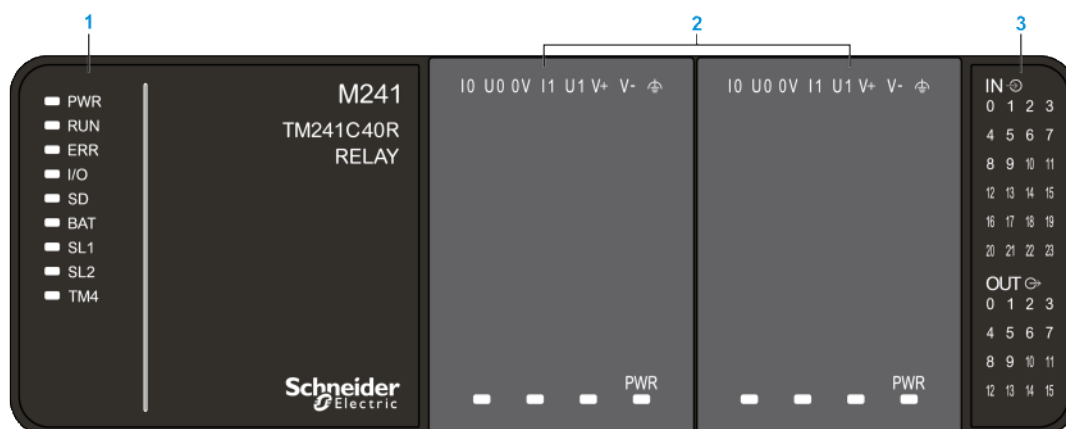 1
2
3
PWR
RUN
ERR
I/O
SD
BAT
SL1
SL2
TM4
M241
TM241C40R
RELAY
Schneider
Electric
I0 U0 0V I1 U1 V+ V-
PWR
I0 U0 0V I1 U1 V+ V-
PWR
IN
0 1 2 3
4 5 6 7
8 9 10 11
12 13 14 15
16 17 18 19
20 21 22 23
OUT
0 1 2 3
4 5 6 7
8 9 10 11
12 13 14 15